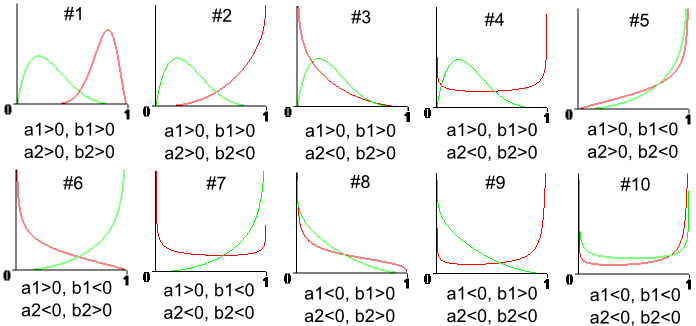 #1
0 1
a1>0, b1>0
a2>0, b2>0
#2
0 1
a1>0, b1>0
a2>0, b2<0
#3
0 1
a1>0, b1>0
a2<0, b2>0
#4
0 1
a1>0, b1>0
a2<0, b2>0
#5
0 1
a1>0, b1<0
a2>0, b2<0
#6
0 1
a1>0, b1<0
a2<0, b2>0
#7
0 1
a1>0, b1<0
a2<0, b2<0
#8
0 1
a1<0, b1>0
a2<0, b2>0
#9
0 1
a1<0, b1>0
a2<0, b2<0
#10
0 1
a1<0, b1<0
a2<0, b2<0